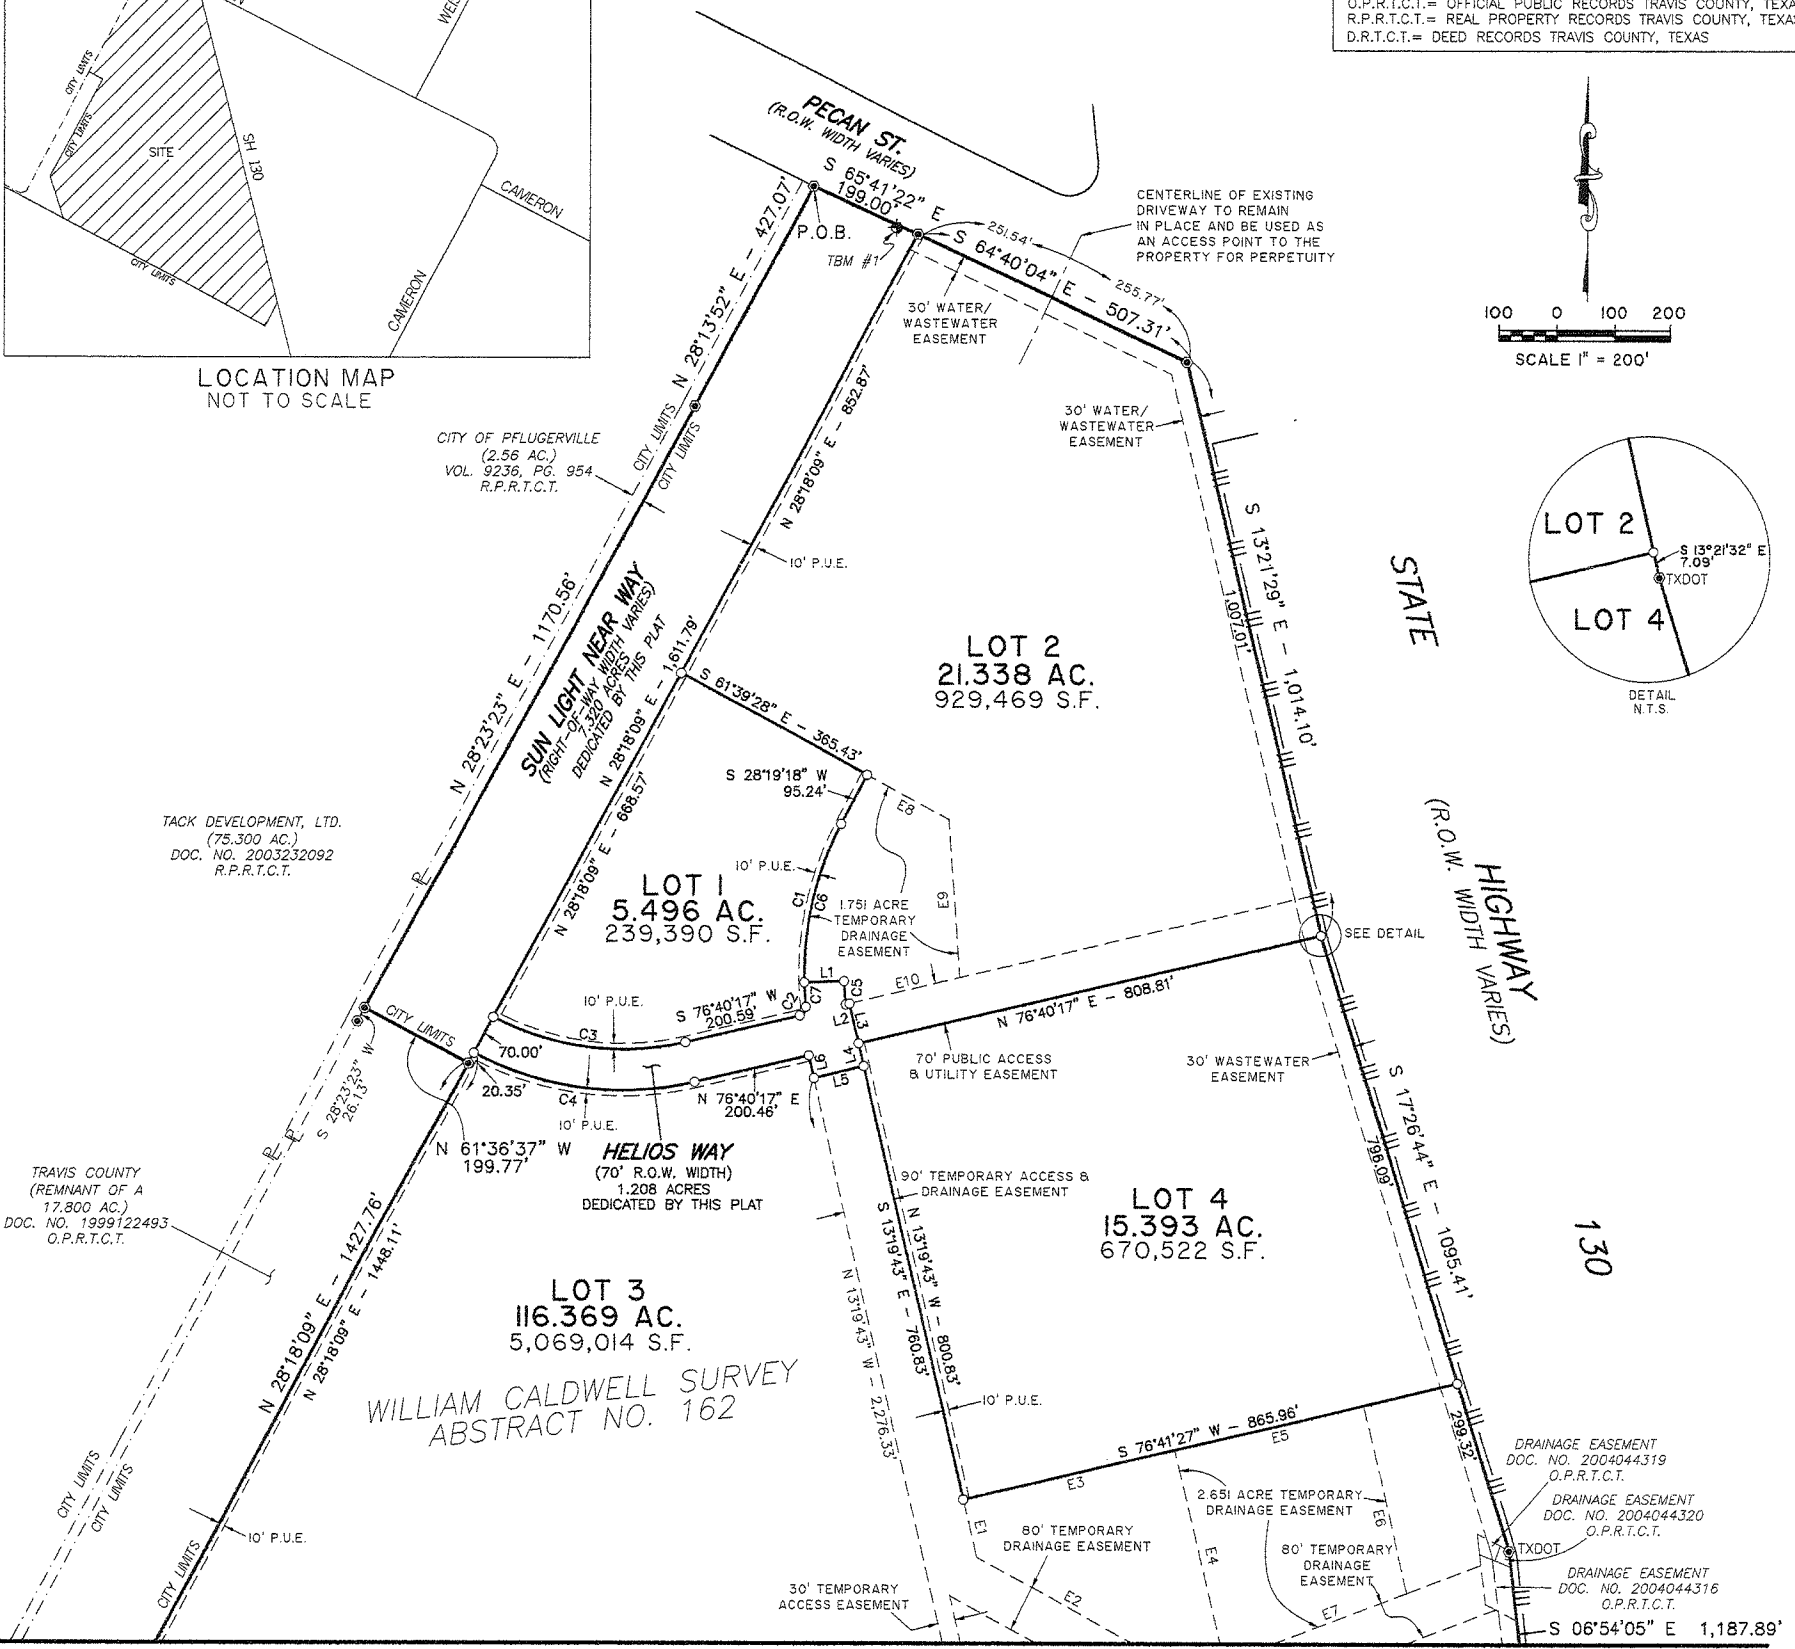 O.P.R.T.C.T.= OFFICIAL PUBLIC RECORDS TRAVIS COUNTY,
R.P.R.T.C.T.= REAL PROPERTY RECORDS TRAVIS COUNTY,
D.R.T.C.T.= DEED RECORDS TRAVIS COUNTY, TEXAS
CITY LIMITS
CITY LIMITS
CITY LIMITS
SITE
SH 130
CAMERON
CAMERON
CITY LIMITS
LOCATION MAP
NOT TO SCALE
PECAN ST.
(R.O.W. WIDTH VARIES)
S 65°41'22" E
199.00'
P.O.B.
TBM #1
251.54'
S 64°40'04" E - 507.31'
255.77'
CENTERLINE OF EXISTING
DRIVEWAY TO REMAIN
IN PLACE AND BE USED AS
AN ACCESS POINT TO THE
PROPERTY FOR PERPETUITY
100 0 100 200
SCALE 1" = 200'
N 28°13'52" E - 427.07'
30' WATER/
WASTEWATER
EASEMENT
30' WATER/
WASTEWATER
EASEMENT
CITY OF PFLUGERVILLE
(2.56 AC.)
VOL. 9236, PG. 954
R.P.R.T.C.T.
CITY LIMITS
CITY LIMITS
N 28°18'09" E - 852.87'
10' P.U.E.
LOT 2
S 13°21'32" E
7.09'
TXDOT
LOT 4
DETAIL
N.T.S.
S 13°21'29" E - 1,014.10'
1,007.01'
STATE
HIGHWAY
130
(R.O.W. WIDTH VARIES)
N 28°23'23" E - 1170.56'
SUN LIGHT NEAR WAY
(RIGHT-OF-WAY WIDTH VARIES)
7.320 ACRES
DEDICATED BY THIS PLAT
N 28°18'09" E - 1,611.79'
LOT 2
21.338 AC.
929,469 S.F.
S 61°39'28" E - 365.43'
S 28°19'18" W
95.24'
E8
TACK DEVELOPMENT, LTD.
(75.300 AC.)
DOC. NO. 2003232092
R.P.R.T.C.T.
P
N 28°18'09" E - 668.57'
LOT 1
5.496 AC.
239,390 S.F.
10' P.U.E.
C1
C6
1.751 ACRE
TEMPORARY
DRAINAGE
EASEMENT
E9
SEE DETAIL
L1
C5
E10
C2
C7
L2
L3
10' P.U.E.
S 76°40'17" W
200.59'
N 76°40'17" E - 808.81'
C3
CITY LIMITS
70.00'
20.35'
L4
L5
L6
C4
10' P.U.E.
N 76°40'17" E
200.46'
70' PUBLIC ACCESS
& UTILITY EASEMENT
30' WASTEWATER
EASEMENT
S 28°23'23" W
26.13'
P
P
N 61°36'37" W
199.77'
HELIOS WAY
(70' R.O.W. WIDTH)
1.208 ACRES
DEDICATED BY THIS PLAT
S 17°26'44" E - 1095.41'
796.09'
TRAVIS COUNTY
(REMNANT OF A
17.800 AC.)
DOC. NO. 1999122493
O.P.R.T.C.T.
90' TEMPORARY ACCESS &
DRAINAGE EASEMENT
LOT 4
15.393 AC.
670,522 S.F.
N 28°18'09" E - 1427.76'
N 28°18'09" E - 1448.11'
N 13°19'43" W - 800.83'
S 13°19'43" E - 760.83'
N 13°19'43" W - 2,276.33'
LOT 3
116.369 AC.
5,069,014 S.F.
WILLIAM CALDWELL SURVEY
ABSTRACT NO. 162
10' P.U.E.
S 76°41'27" W - 865.96'
E5
E3
299.32'
CITY LIMITS
CITY LIMITS
CITY LIMITS
10' P.U.E.
E1
E2
80' TEMPORARY
DRAINAGE EASEMENT
30' TEMPORARY
ACCESS EASEMENT
2.651 ACRE TEMPORARY
DRAINAGE EASEMENT
E4
E6
E7
80' TEMPORARY
DRAINAGE
EASEMENT
DRAINAGE EASEMENT
DOC. NO. 2004044319
O.P.R.T.C.T.
DRAINAGE EASEMENT
DOC. NO. 2004044320
O.P.R.T.C.T.
TXDOT
DRAINAGE EASEMENT
DOC. NO. 2004044316
O.P.R.T.C.T.
S 06°54'05" E 1,187.89'